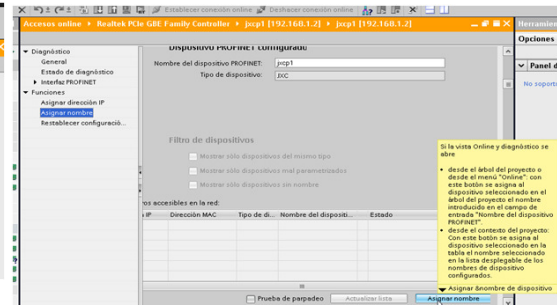 Establecer conexión online Deshacer conexión online
Accesos online ▸ Realtek PCIe GBE Family Controller ▸ jxcp1 [192.168.1.2] ▸ jxcp1 [192.168.1.2]
Herramien
Opciones
Diagnóstico
General
Estado de diagnóstico
Interfaz PROFINET
Funciones
Asignar dirección IP
Asignar nombre
Restablecer configuració...
Dispositivo PROFINET configurado
Nombre del dispositivo PROFINET: jxcp1
Tipo de dispositivo: JXC
Filtro de dispositivos
Mostrar sólo dispositivos del mismo tipo
Mostrar sólo dispositivos mal parametrizados
Mostrar sólo dispositivos sin nombre
vos accesibles en la red:
IP Dirección MAC Tipo de di... Nombre del dispositi... Estado
Prueba de parpadeo Actualizar lista Asignar nombre
Panel d
No soport
Si la vista Online y diagnóstico se
abre
• desde el árbol del proyecto o
desde el menú "Online": con
este botón se asigna al
dispositivo seleccionado en el
árbol del proyecto el nombre
introducido en el campo de
entrada "Nombre del dispositivo
PROFINET".
• desde el contexto del proyecto:
Con este botón se asigna al
dispositivo seleccionado en la
tabla el nombre seleccionado
en la lista desplegable de los
nombres de dispositivo
configurados.
Asignar &nombre de dispositivo